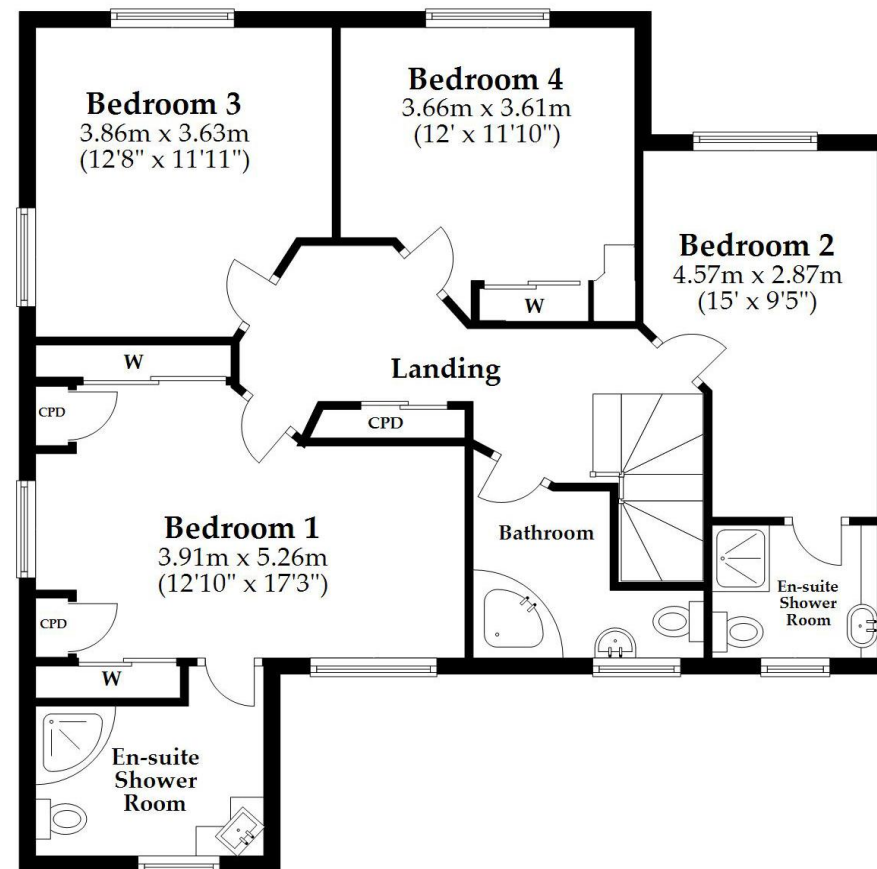 Bedroom 3
3.86m x 3.63m
(12'8" x 11'11")
Bedroom 4
3.66m x 3.61m
(12' x 11'10")
Bedroom 2
4.57m x 2.87m
(15' x 9'5")
W
W
Landing
CPD
CPD
Bedroom 1
3.91m x 5.26m
(12'10" x 17'3")
Bathroom
En-suite
Shower
Room
CPD
W
En-suite
Shower
Room